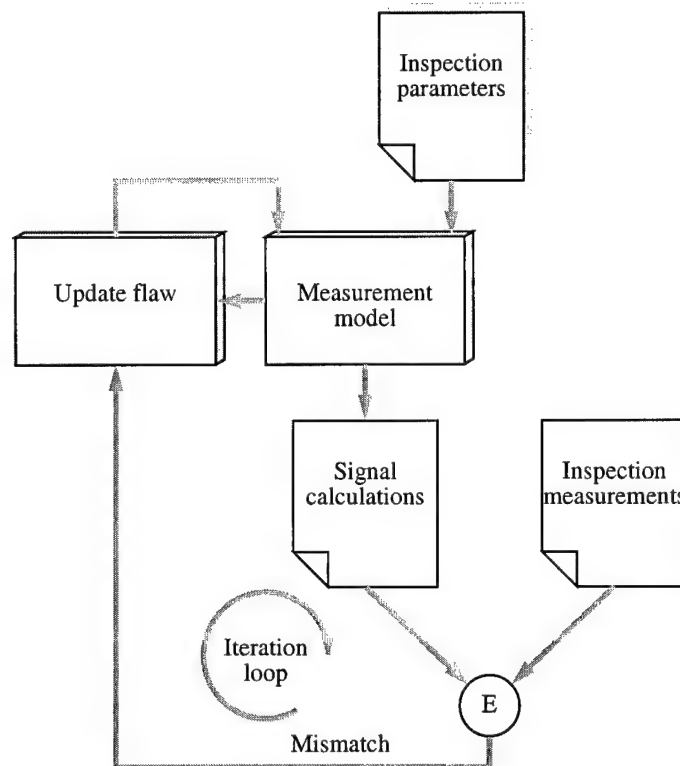 Inspection
parameters
Update flaw
Measurement
model
Signal
calculations
Inspection
measurements
Iteration
loop
E
Mismatch